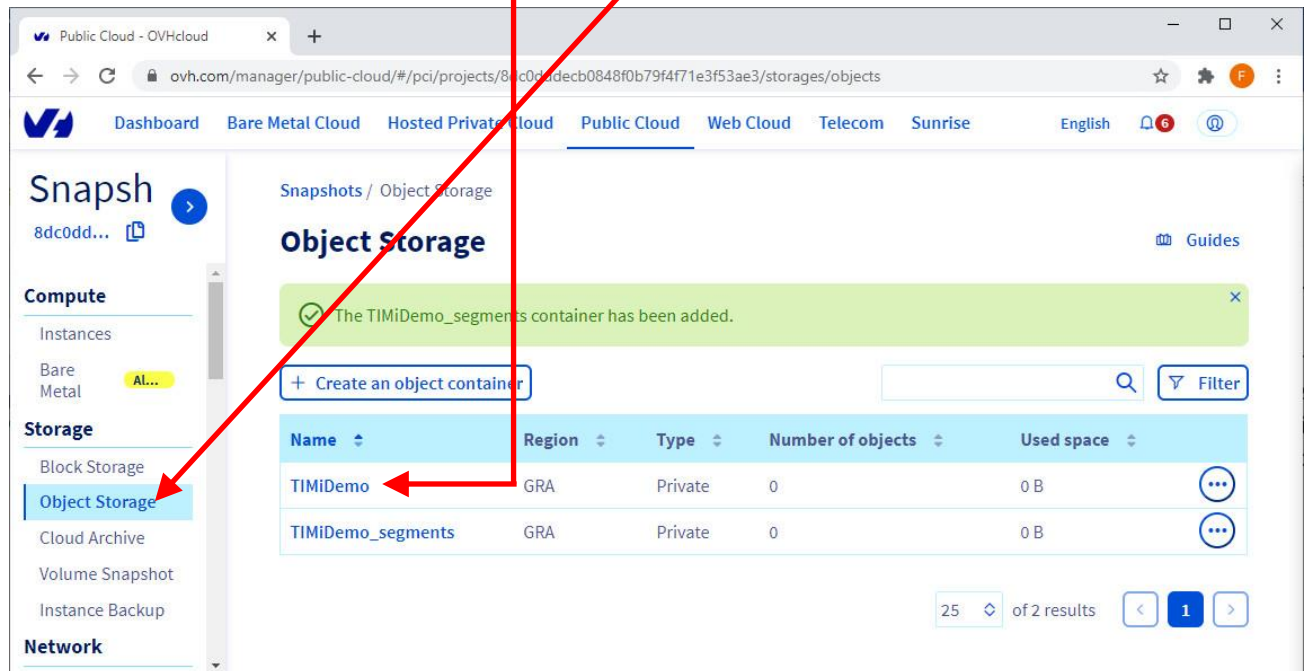 Public Cloud - OVHcloud
ovh.com/manager/public-cloud/#/pci/projects/8dc0dddecb0848f0b79f4f71e3f53ae3/storages/objects
F
Dashboard Bare Metal Cloud Hosted Private Cloud Public Cloud Web Cloud Telecom Sunrise English 6
Snapsh
8dc0dd...
Snapshots / Object Storage
Object Storage
Guides
Compute
Instances
Bare Metal
Al...
Storage
Block Storage
Object Storage
Cloud Archive
Volume Snapshot
Instance Backup
Network
The TIMiDemo_segments container has been added.
+ Create an object container
Filter
Name Region Type Number of objects Used space
TIMiDemo GRA Private 0 0 B
TIMiDemo_segments GRA Private 0 0 B
25 of 2 results 1